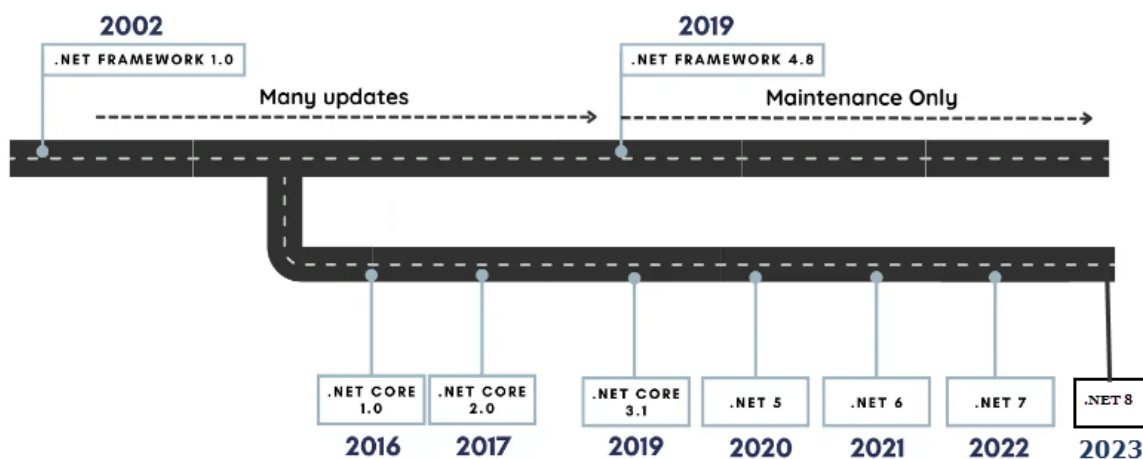 2002
2019
.NET FRAMEWORK 1.0
.NET FRAMEWORK 4.8
Many updates
Maintenance Only
.NET CORE
1.0
.NET CORE
2.0
.NET CORE
3.1
.NET 5
.NET 6
.NET 7
.NET 8
2016
2017
2019
2020
2021
2022
2023